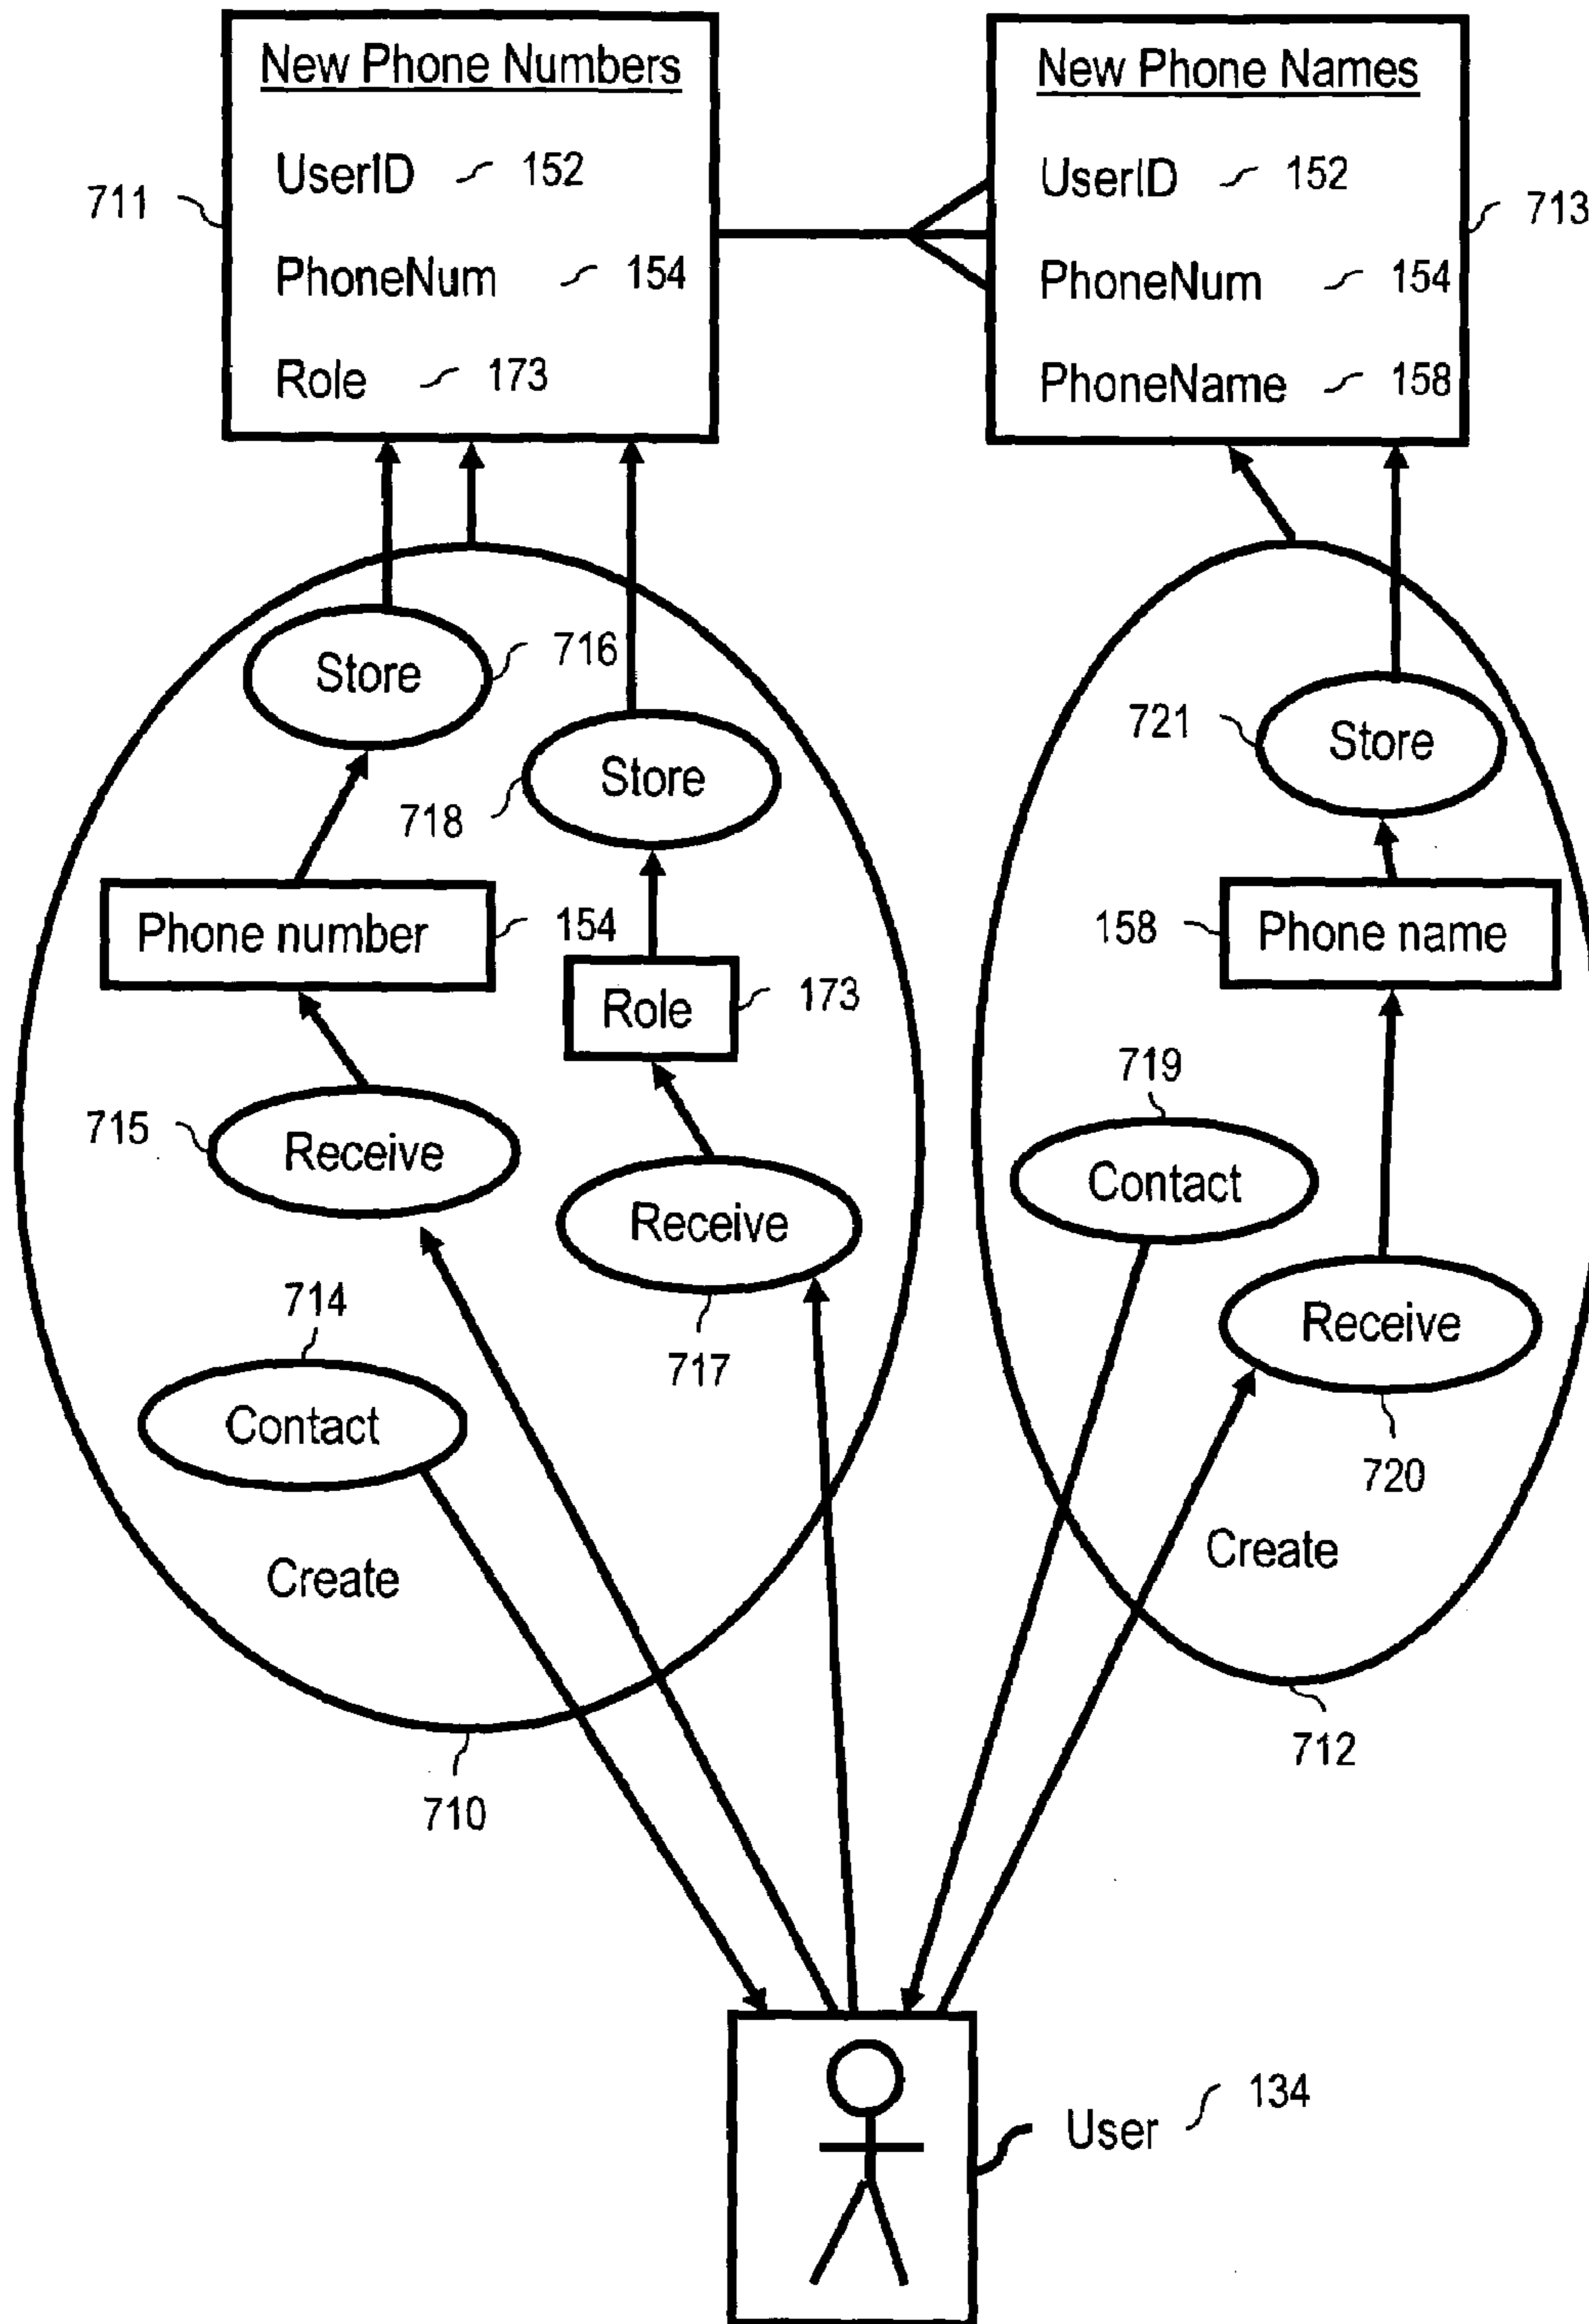 New Phone Numbers
UserID 152
PhoneNum 154
Role 173
711
New Phone Names
UserID 152
PhoneNum 154
PhoneName 158
713
Store
716
Store
718
Phone number
154
Role
173
Receive
715
Receive
717
714
Contact
Create
710
721
Store
158
Phone name
719
Contact
Receive
720
Create
712
User 134